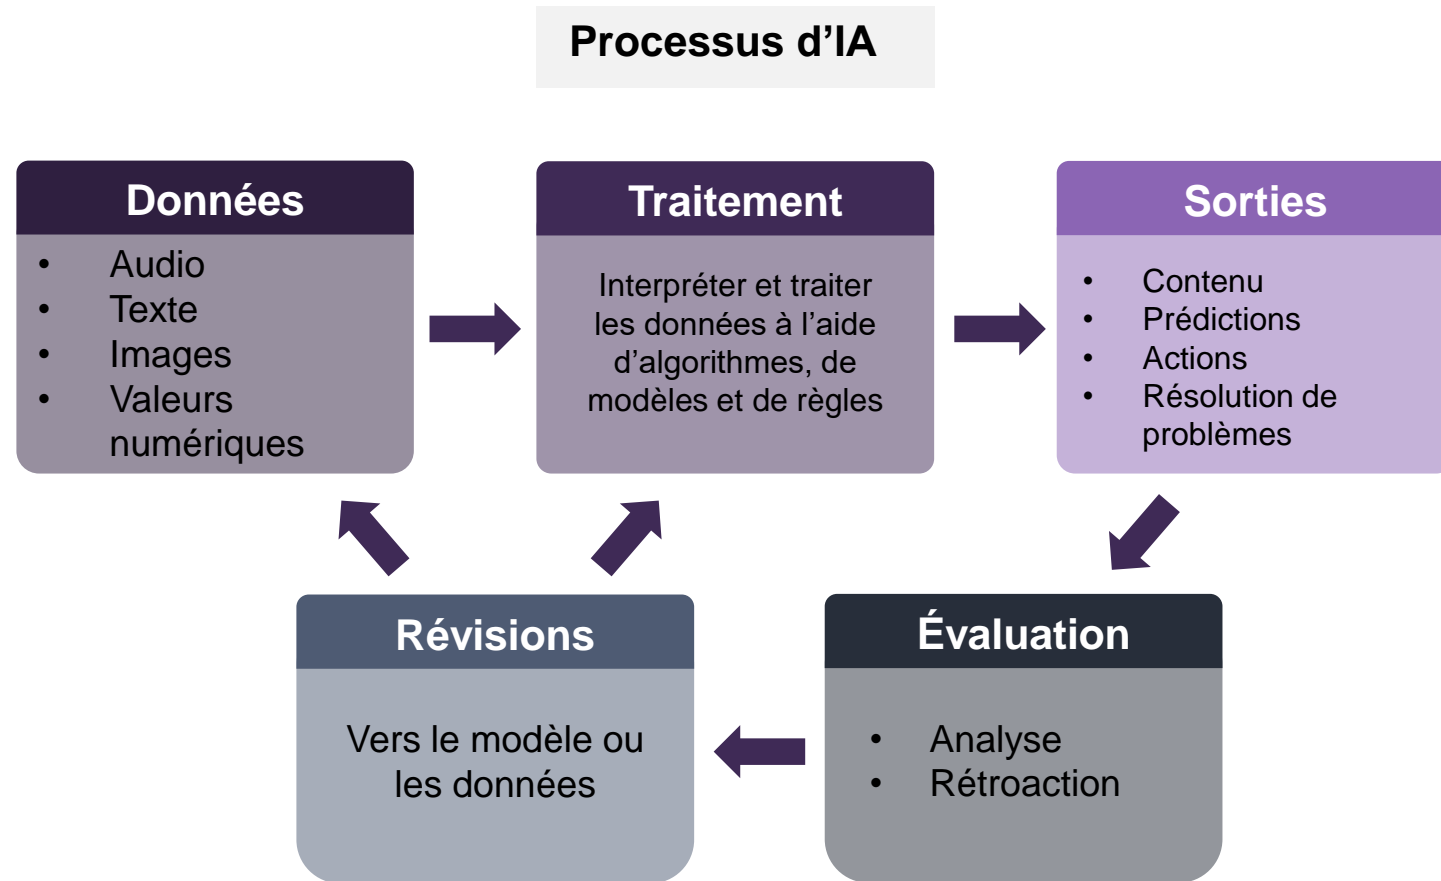 Processus d’IA
Données
• Audio
• Texte
• Images
• Valeurs
numériques
Traitement
Interpréter et traiter
les données à l’aide
d’algorithmes, de
modèles et de règles
Sorties
• Contenu
• Prédictions
• Actions
• Résolution de
problèmes
Révisions
Vers le modèle ou
les données
Évaluation
• Analyse
• Rétroaction